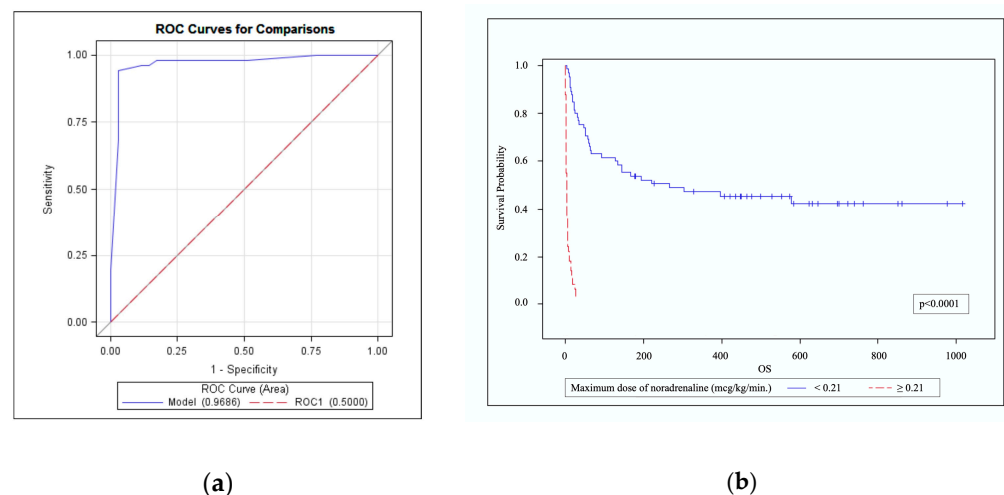 ROC Curves for Comparisons
1.00
0.75
0.50
0.25
0.00
Sensitivity
0.00 0.25 0.50 0.75 1.00
1 - Specificity
ROC Curve (Area)
Model (0.9686) ROC1 (0.5000)
(a)
1.0
0.8
0.6
0.4
0.2
0.0
Survival Probability
p<0.0001
0 200 400 600 800 1000
OS
Maximum dose of noradrenaline (mcg/kg/min.) < 0.21 ≥ 0.21
(b)